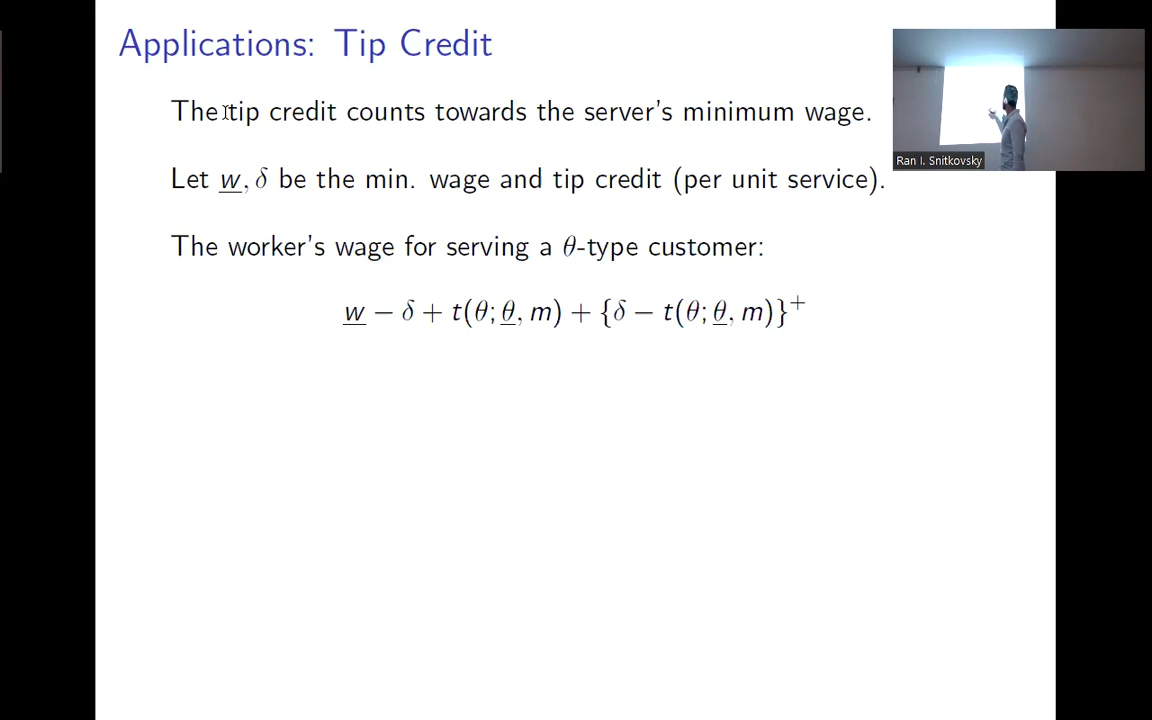 Applications: Tip Credit
The tip credit counts towards the server's minimum wage.
Let w̲, δ be the min. wage and tip credit (per unit service).
The worker's wage for serving a θ-type customer:
w̲ − δ + t(θ; θ̲, m) + {δ − t(θ; θ̲, m)}⁺
Ran I. Snitkovsky